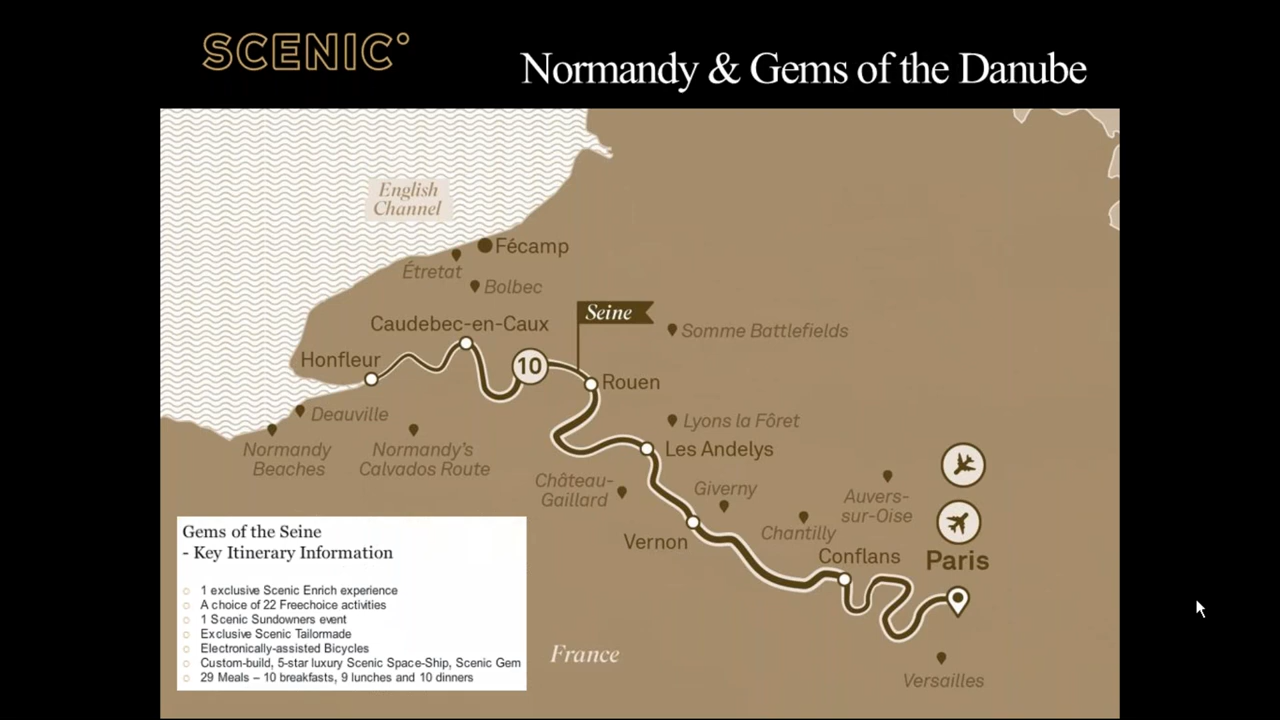 SCENIC°
Normandy & Gems of the Danube
English
Channel
Fécamp
Étretat
Bolbec
Seine
Caudebec-en-Caux
Somme Battlefields
Honfleur
10
Rouen
Deauville
Lyons la Fôret
Normandy
Beaches
Normandy's
Calvados Route
Les Andelys
Château-
Gaillard
Giverny
Auvers-
sur-Oise
Chantilly
Vernon
Conflans
Paris
Gems of the Seine
- Key Itinerary Information
1 exclusive Scenic Enrich experience
A choice of 22 Freechoice activities
1 Scenic Sundowners event
Exclusive Scenic Tailormade
Electronically-assisted Bicycles
Custom-build, 5-star luxury Scenic Space-Ship, Scenic Gem
29 Meals – 10 breakfasts, 9 lunches and 10 dinners
France
Versailles